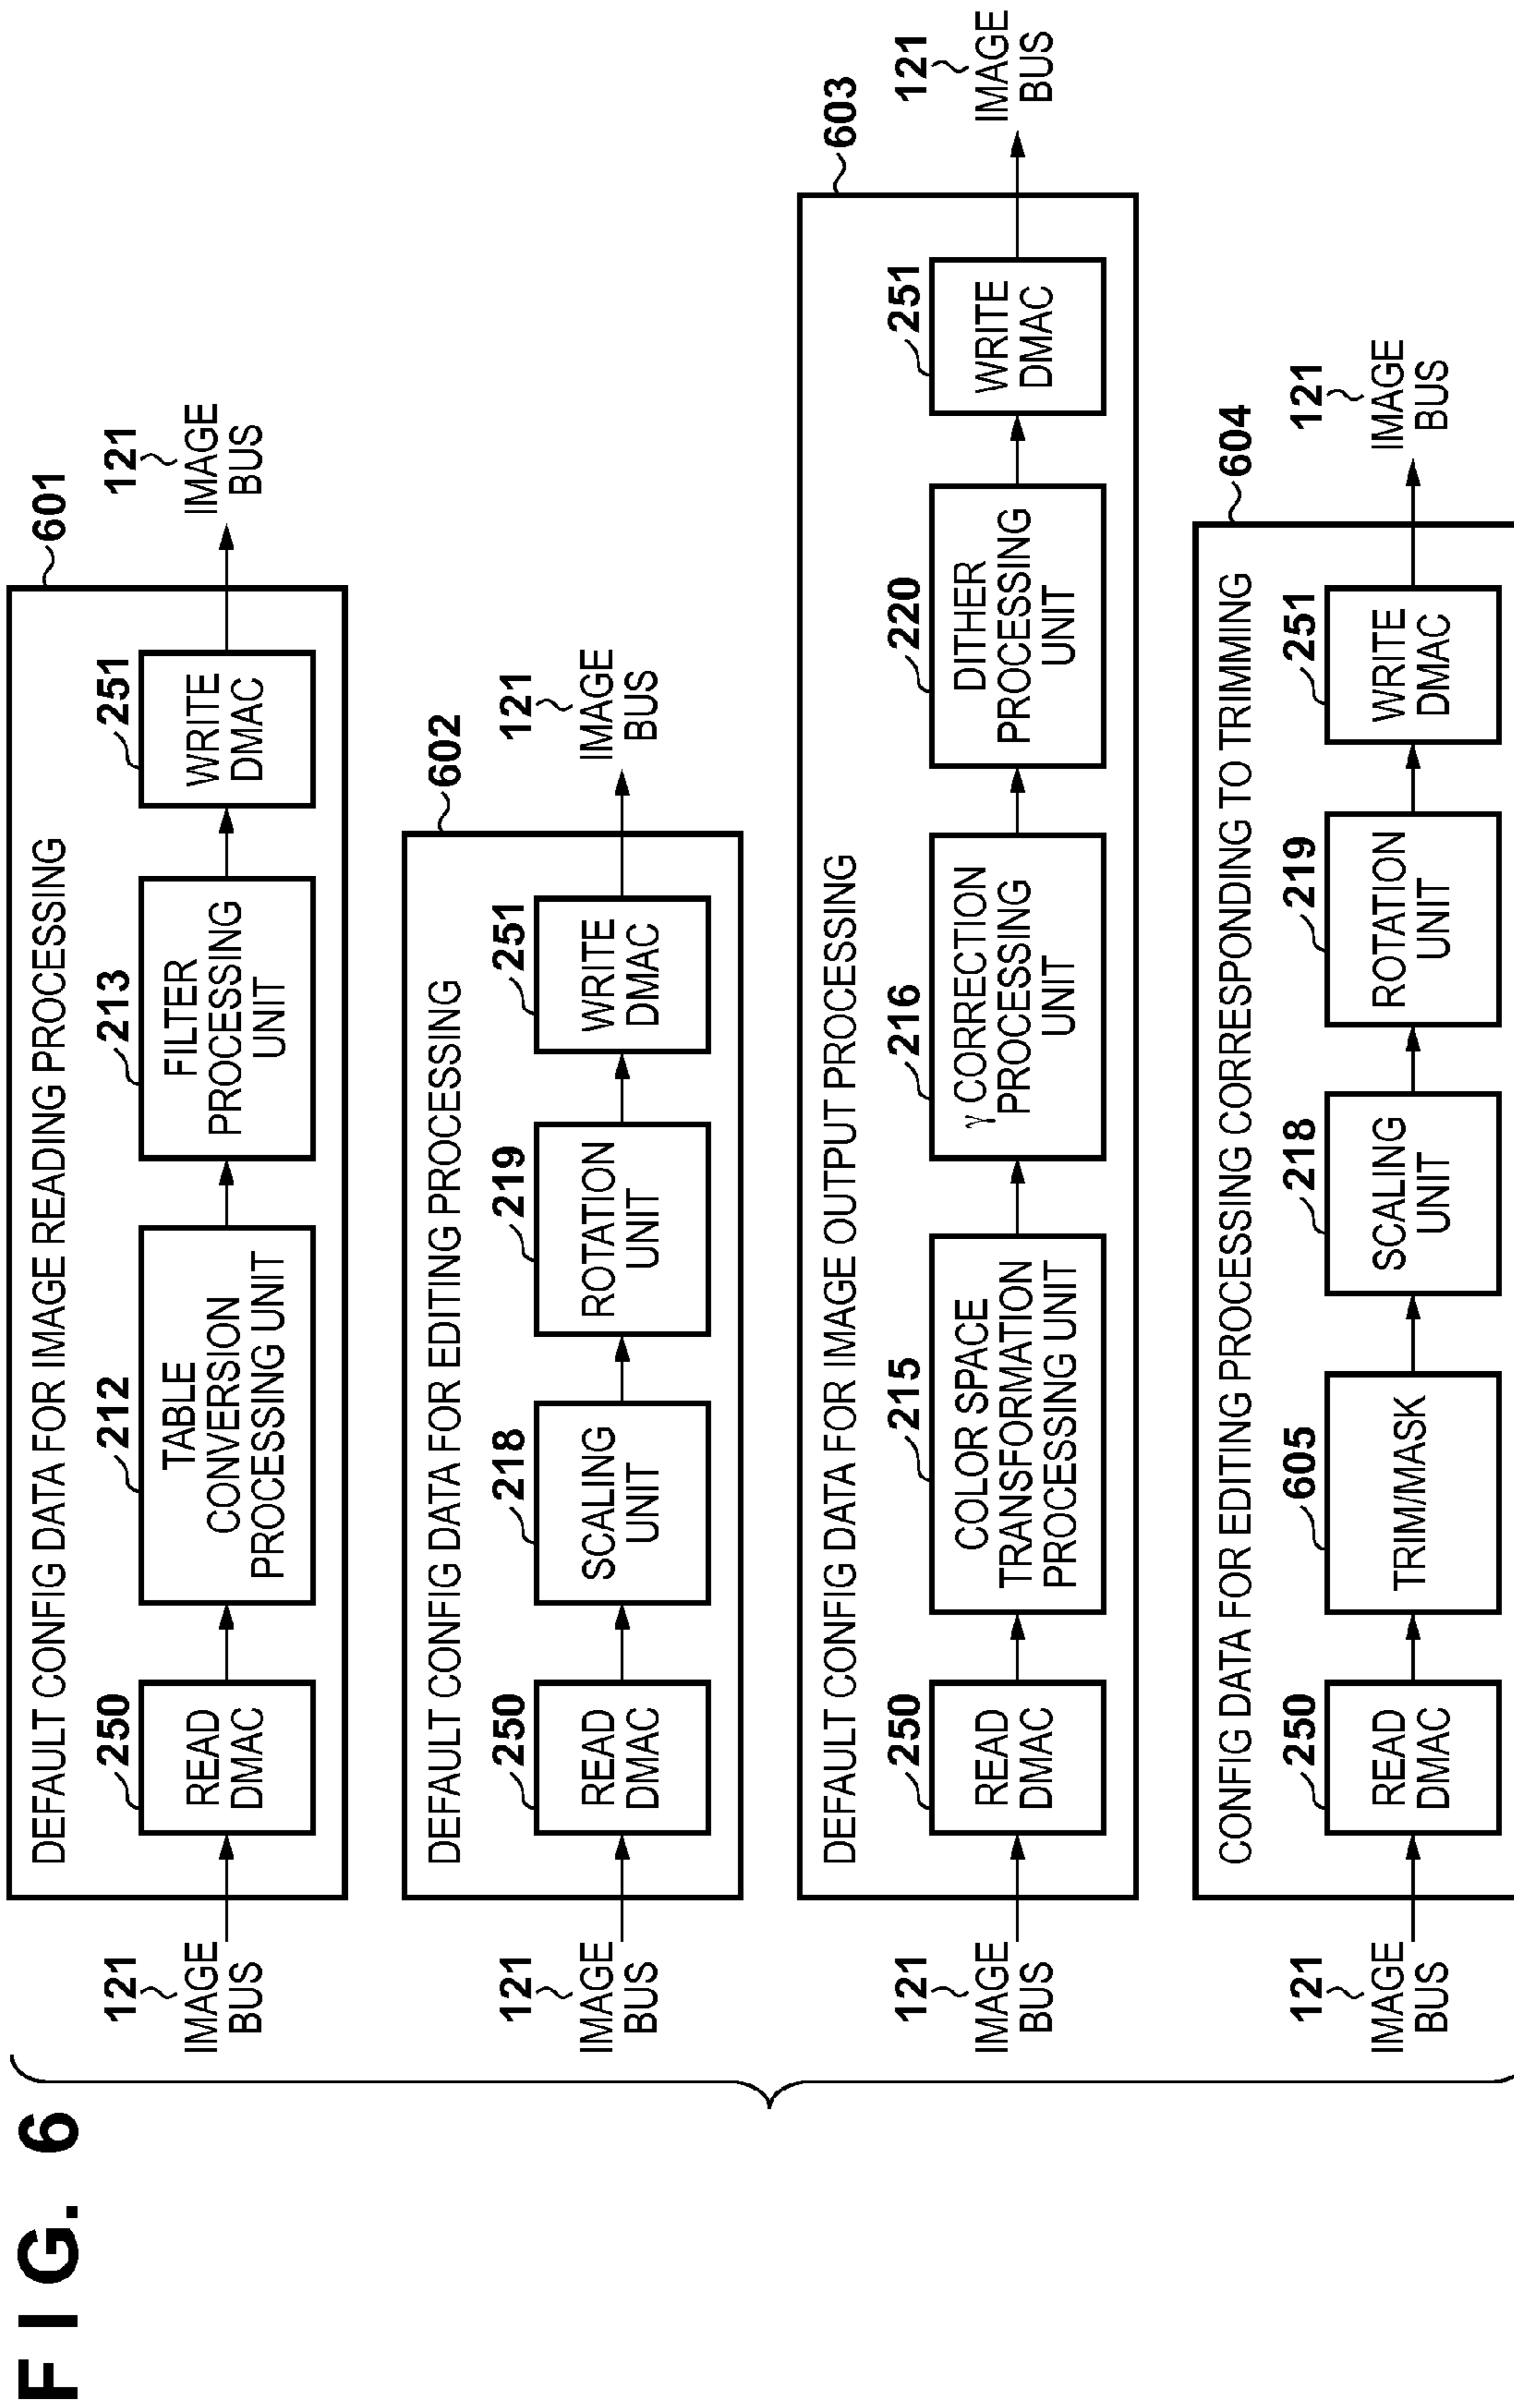 FIG. 6
601
DEFAULT CONFIG DATA FOR IMAGE READING PROCESSING
121
IMAGE
BUS
250
READ
DMAC
212
TABLE
CONVERSION
PROCESSING UNIT
213
FILTER
PROCESSING
UNIT
251
WRITE
DMAC
121
IMAGE
BUS
602
DEFAULT CONFIG DATA FOR EDITING PROCESSING
121
IMAGE
BUS
250
READ
DMAC
218
SCALING
UNIT
219
ROTATION
UNIT
251
WRITE
DMAC
121
IMAGE
BUS
603
DEFAULT CONFIG DATA FOR IMAGE OUTPUT PROCESSING
121
IMAGE
BUS
250
READ
DMAC
215
COLOR SPACE
TRANSFORMATION
PROCESSING UNIT
216
γ CORRECTION
PROCESSING
UNIT
220
DITHER
PROCESSING
UNIT
251
WRITE
DMAC
121
IMAGE
BUS
604
CONFIG DATA FOR EDITING PROCESSING CORRESPONDING TO TRIMMING
121
IMAGE
BUS
250
READ
DMAC
605
TRIM/MASK
218
SCALING
UNIT
219
ROTATION
UNIT
251
WRITE
DMAC
121
IMAGE
BUS